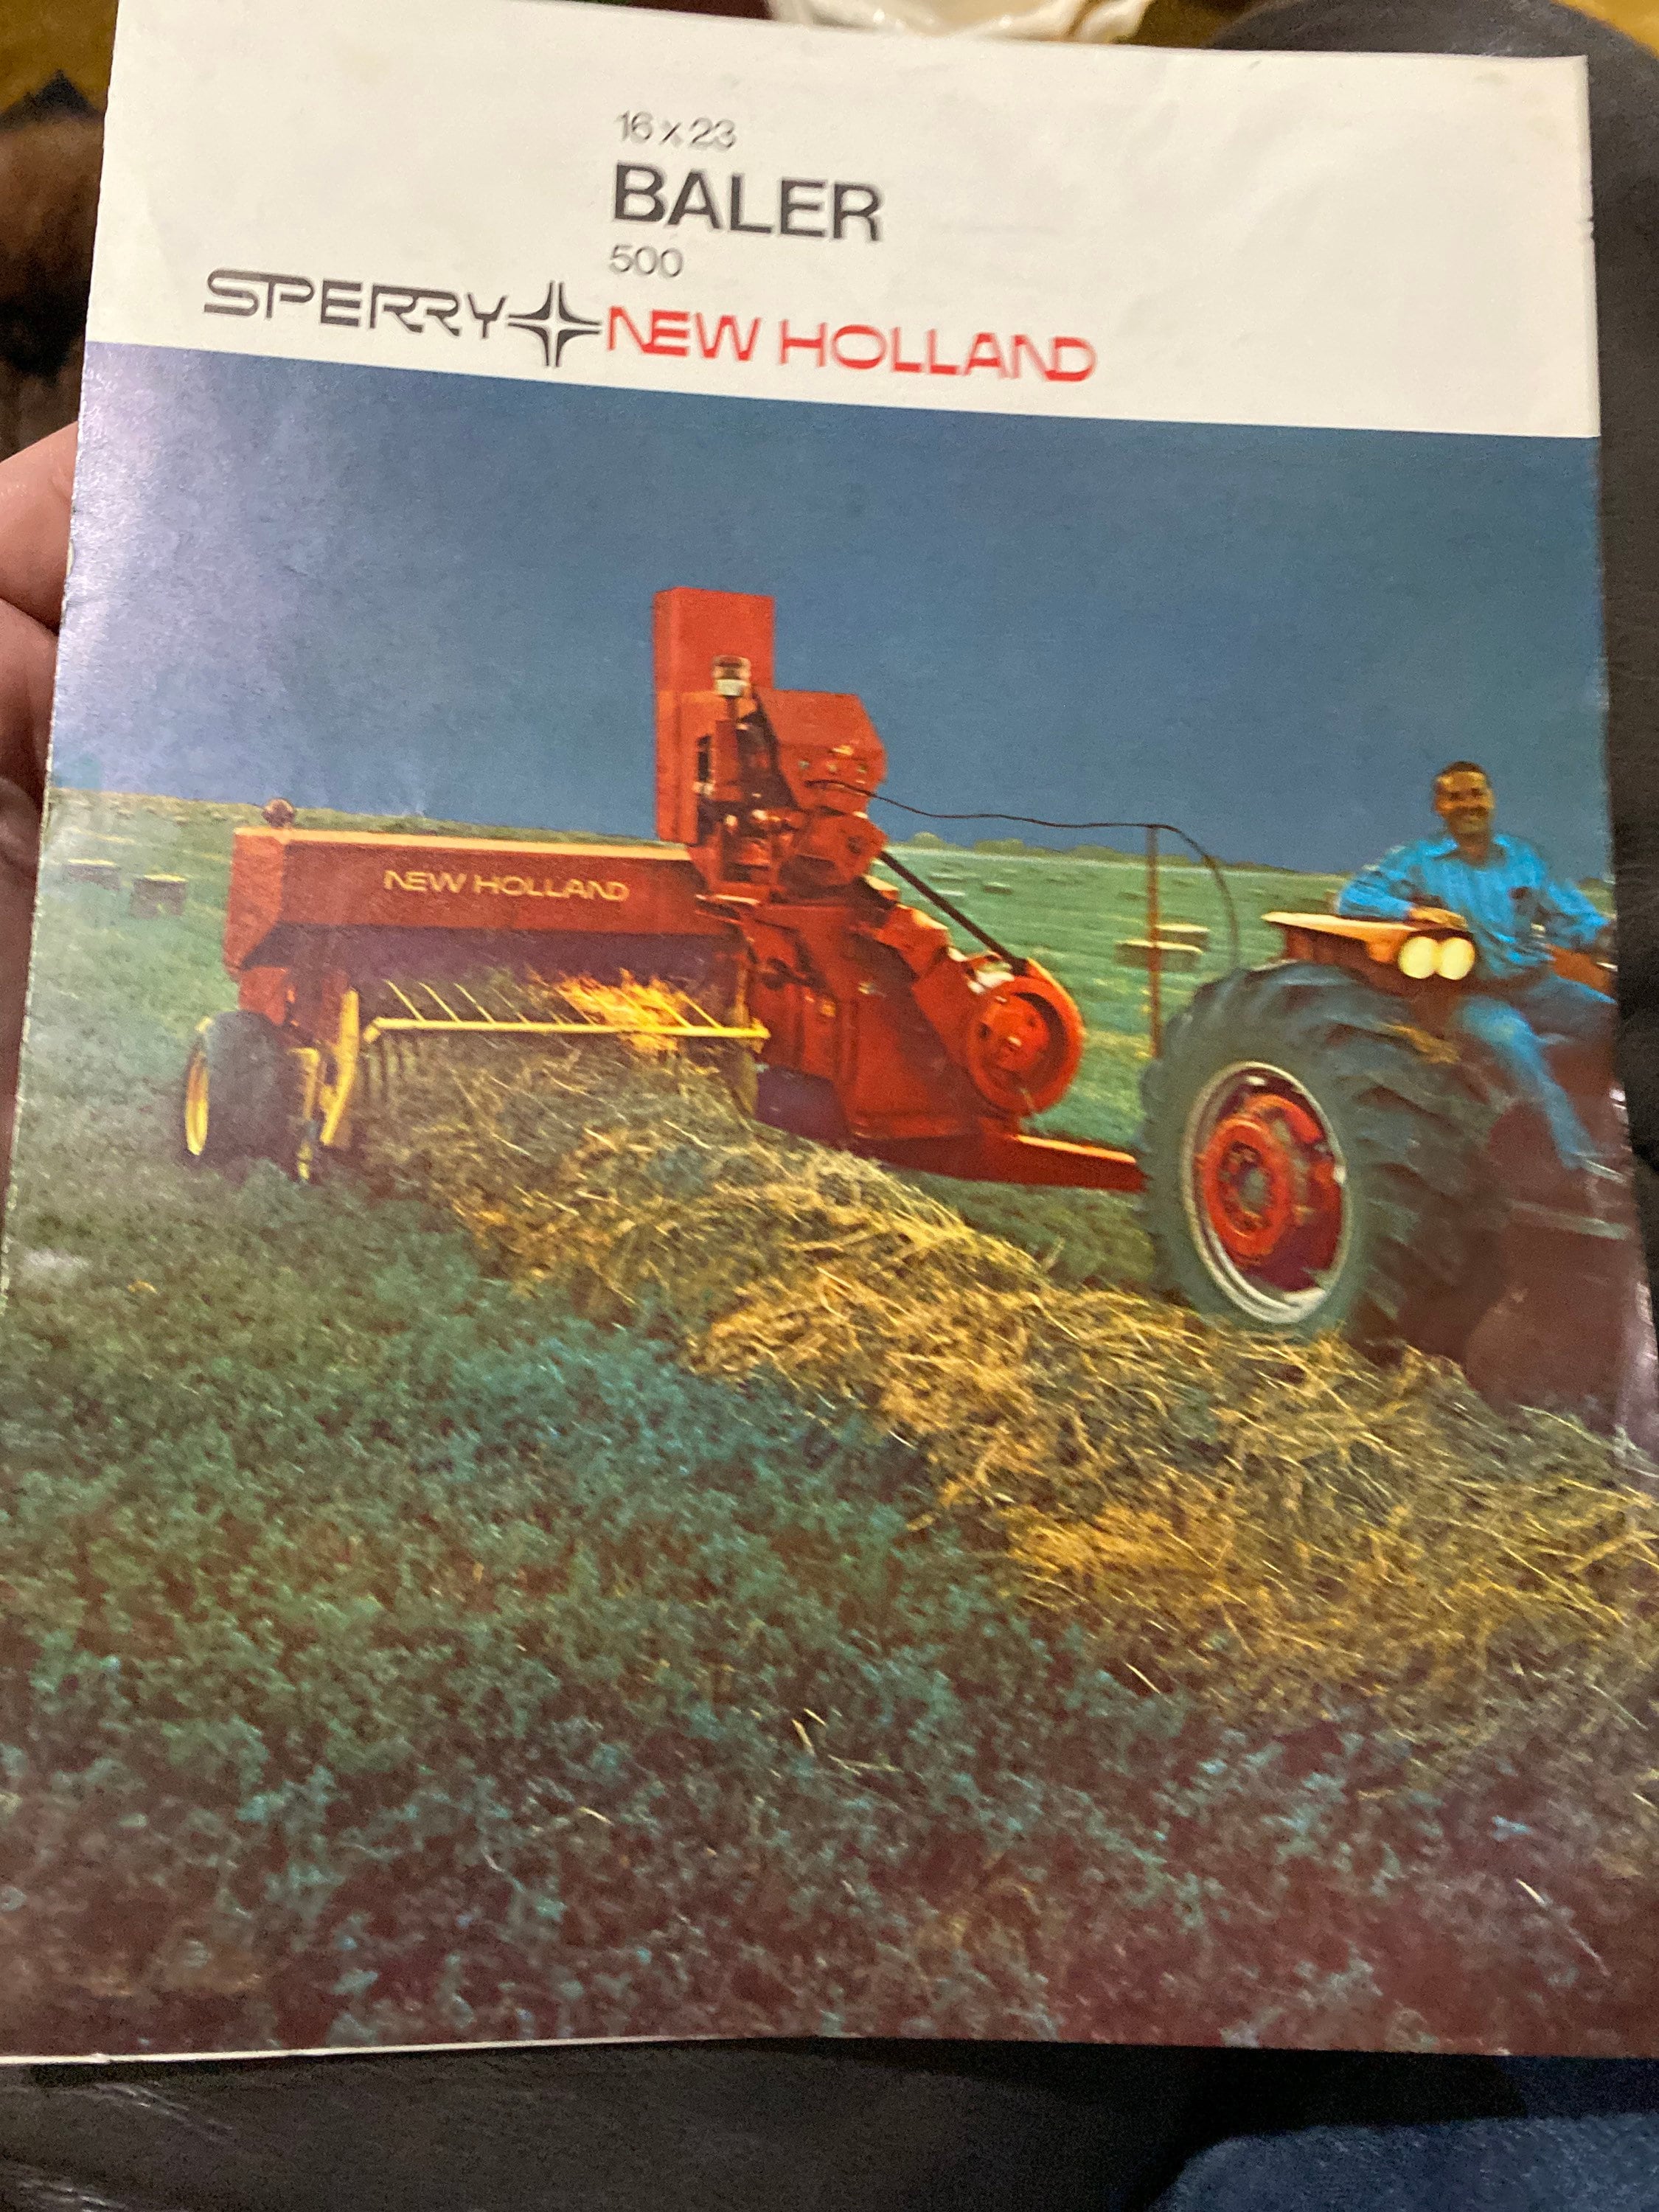 16 x 23
BALER
500
SPERRY NEW HOLLAND
NEW HOLLAND